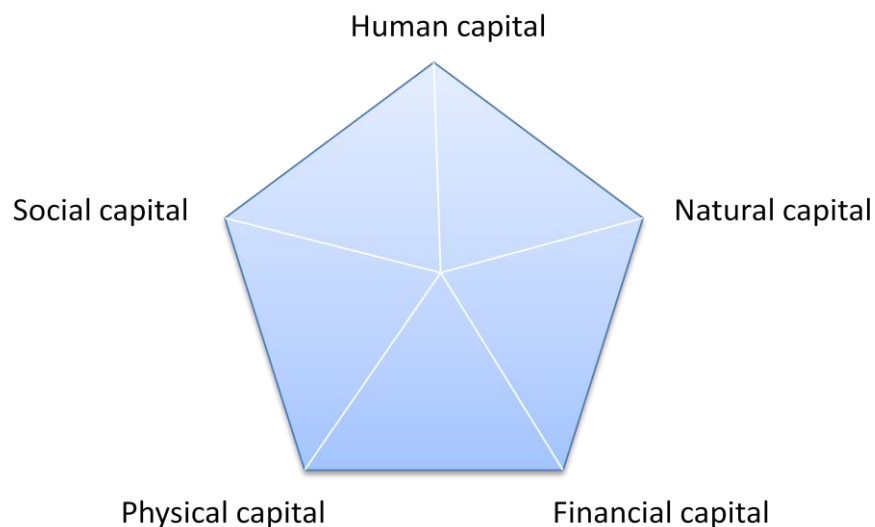 Human capital
Social capital
Natural capital
Physical capital
Financial capital